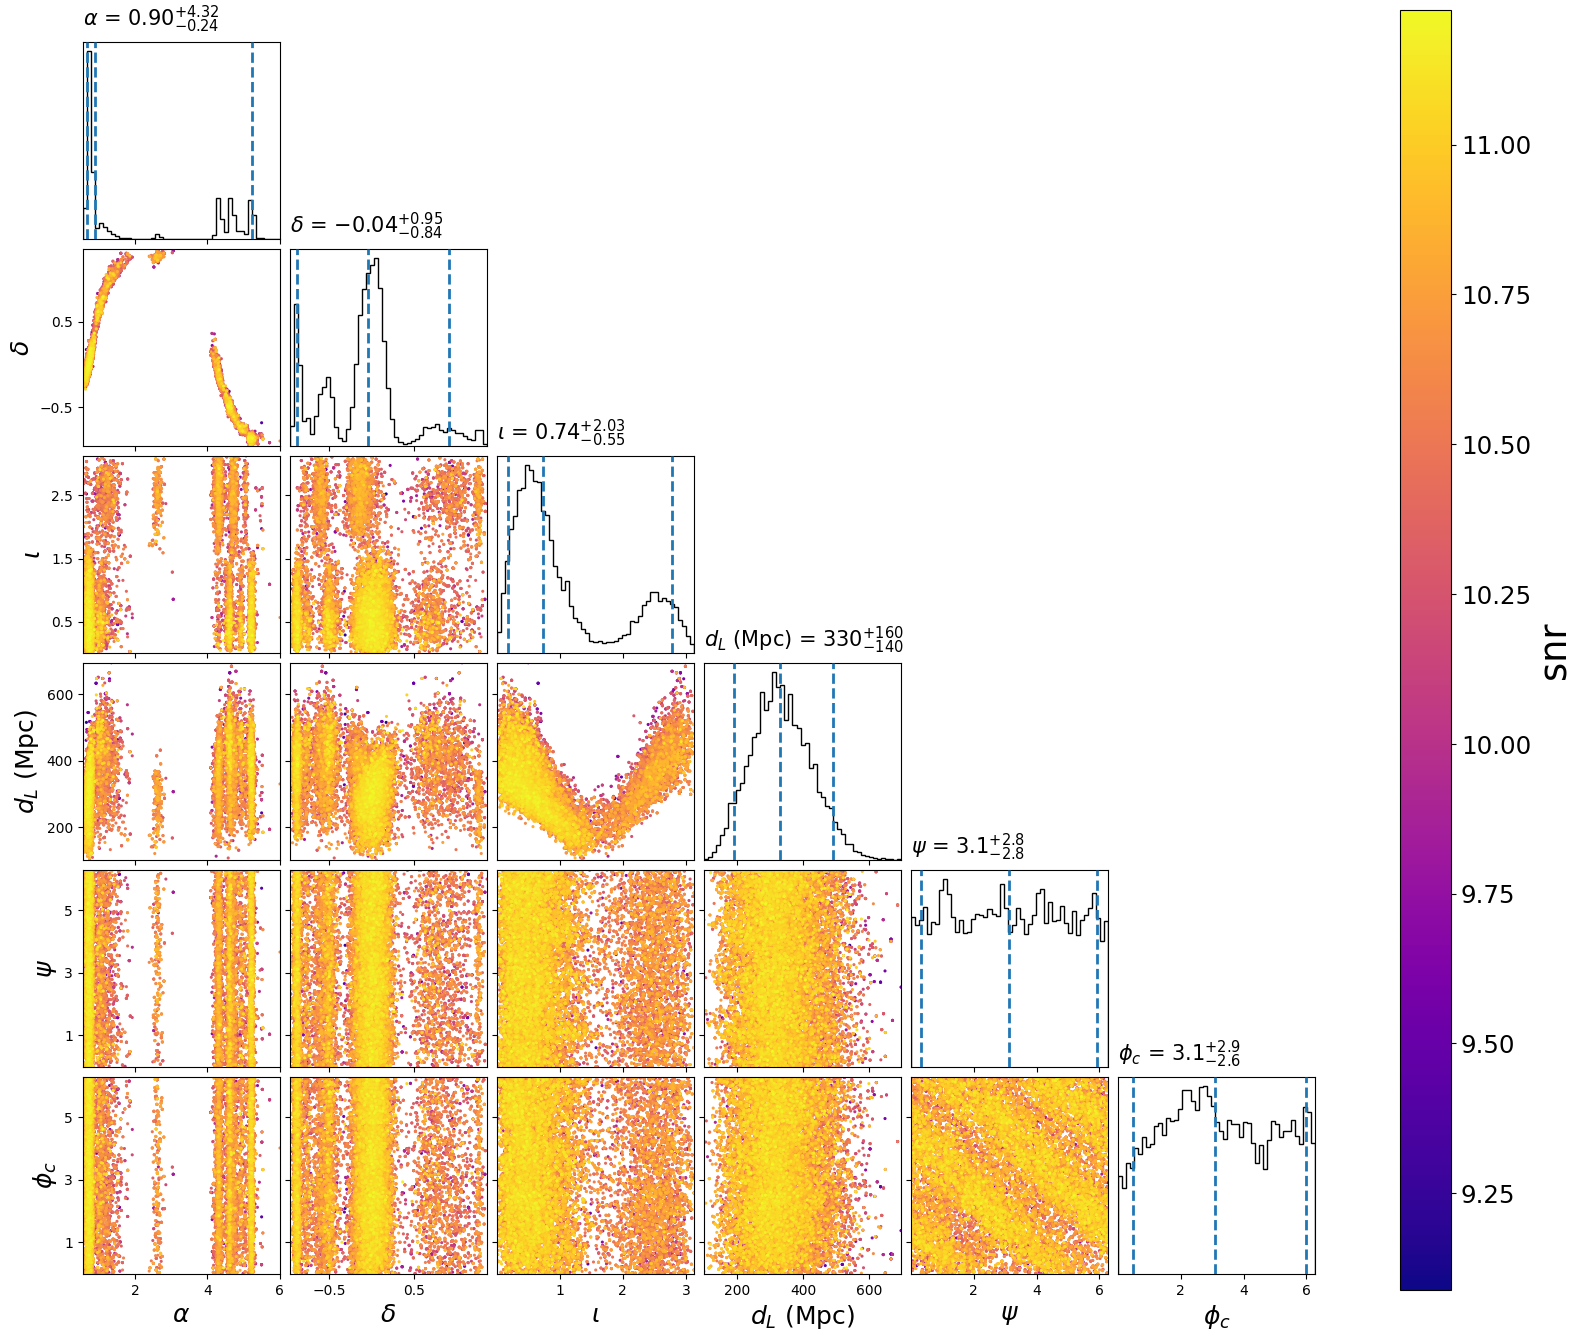 α = 0.90 +4.32 −0.24
δ = −0.04 +0.95 −0.84
δ
0.5
−0.5
ι = 0.74 +2.03 −0.55
ι
2.5
1.5
0.5
d_L (Mpc) = 330 +160 −140
d_L (Mpc)
600
400
200
ψ = 3.1 +2.8 −2.8
ψ
5
3
1
ϕ_c = 3.1 +2.9 −2.6
ϕ_c
5
3
1
2 4 6
−0.5 0.5
1 2 3
200 400 600
2 4 6
2 4 6
α
δ
ι
d_L (Mpc)
ψ
ϕ_c
11.00
10.75
10.50
10.25
10.00
9.75
9.50
9.25
snr